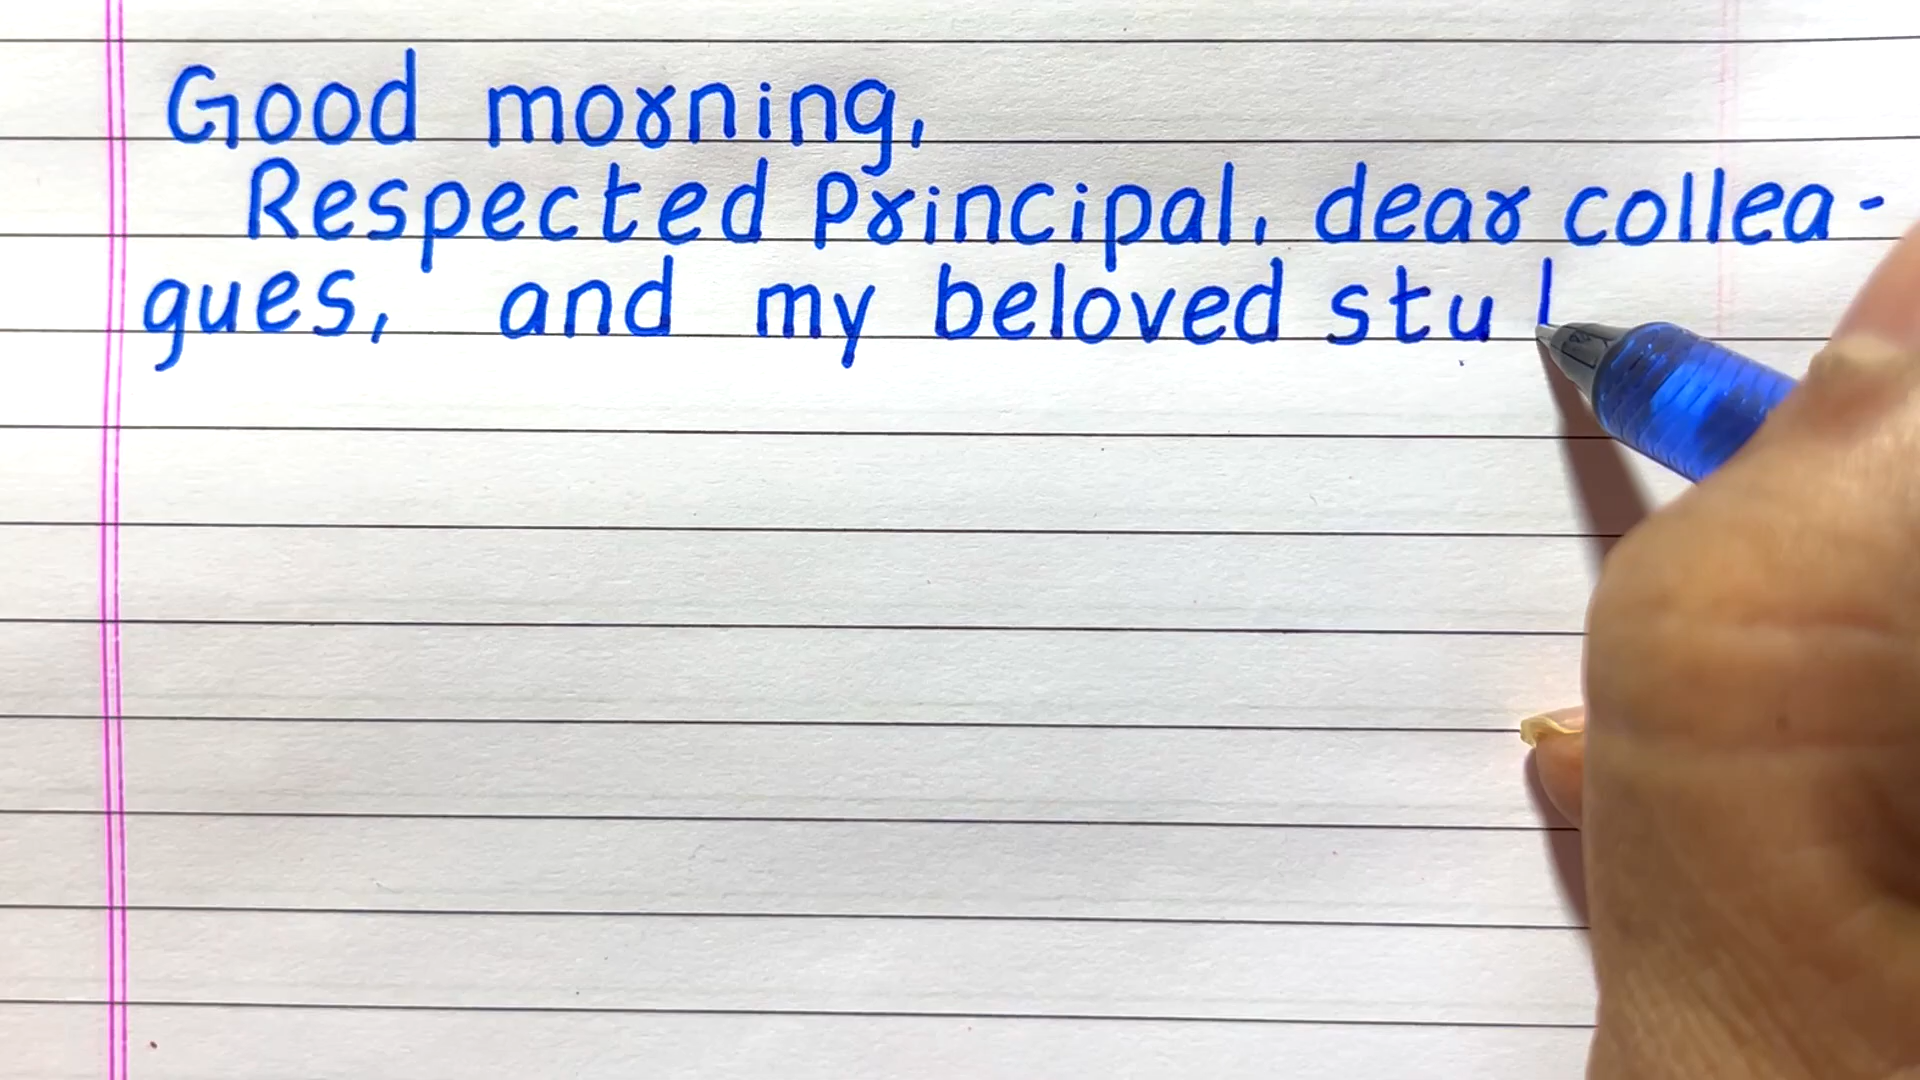 Good morning,
Respected Principal, dear collea-
gues, and my beloved stu